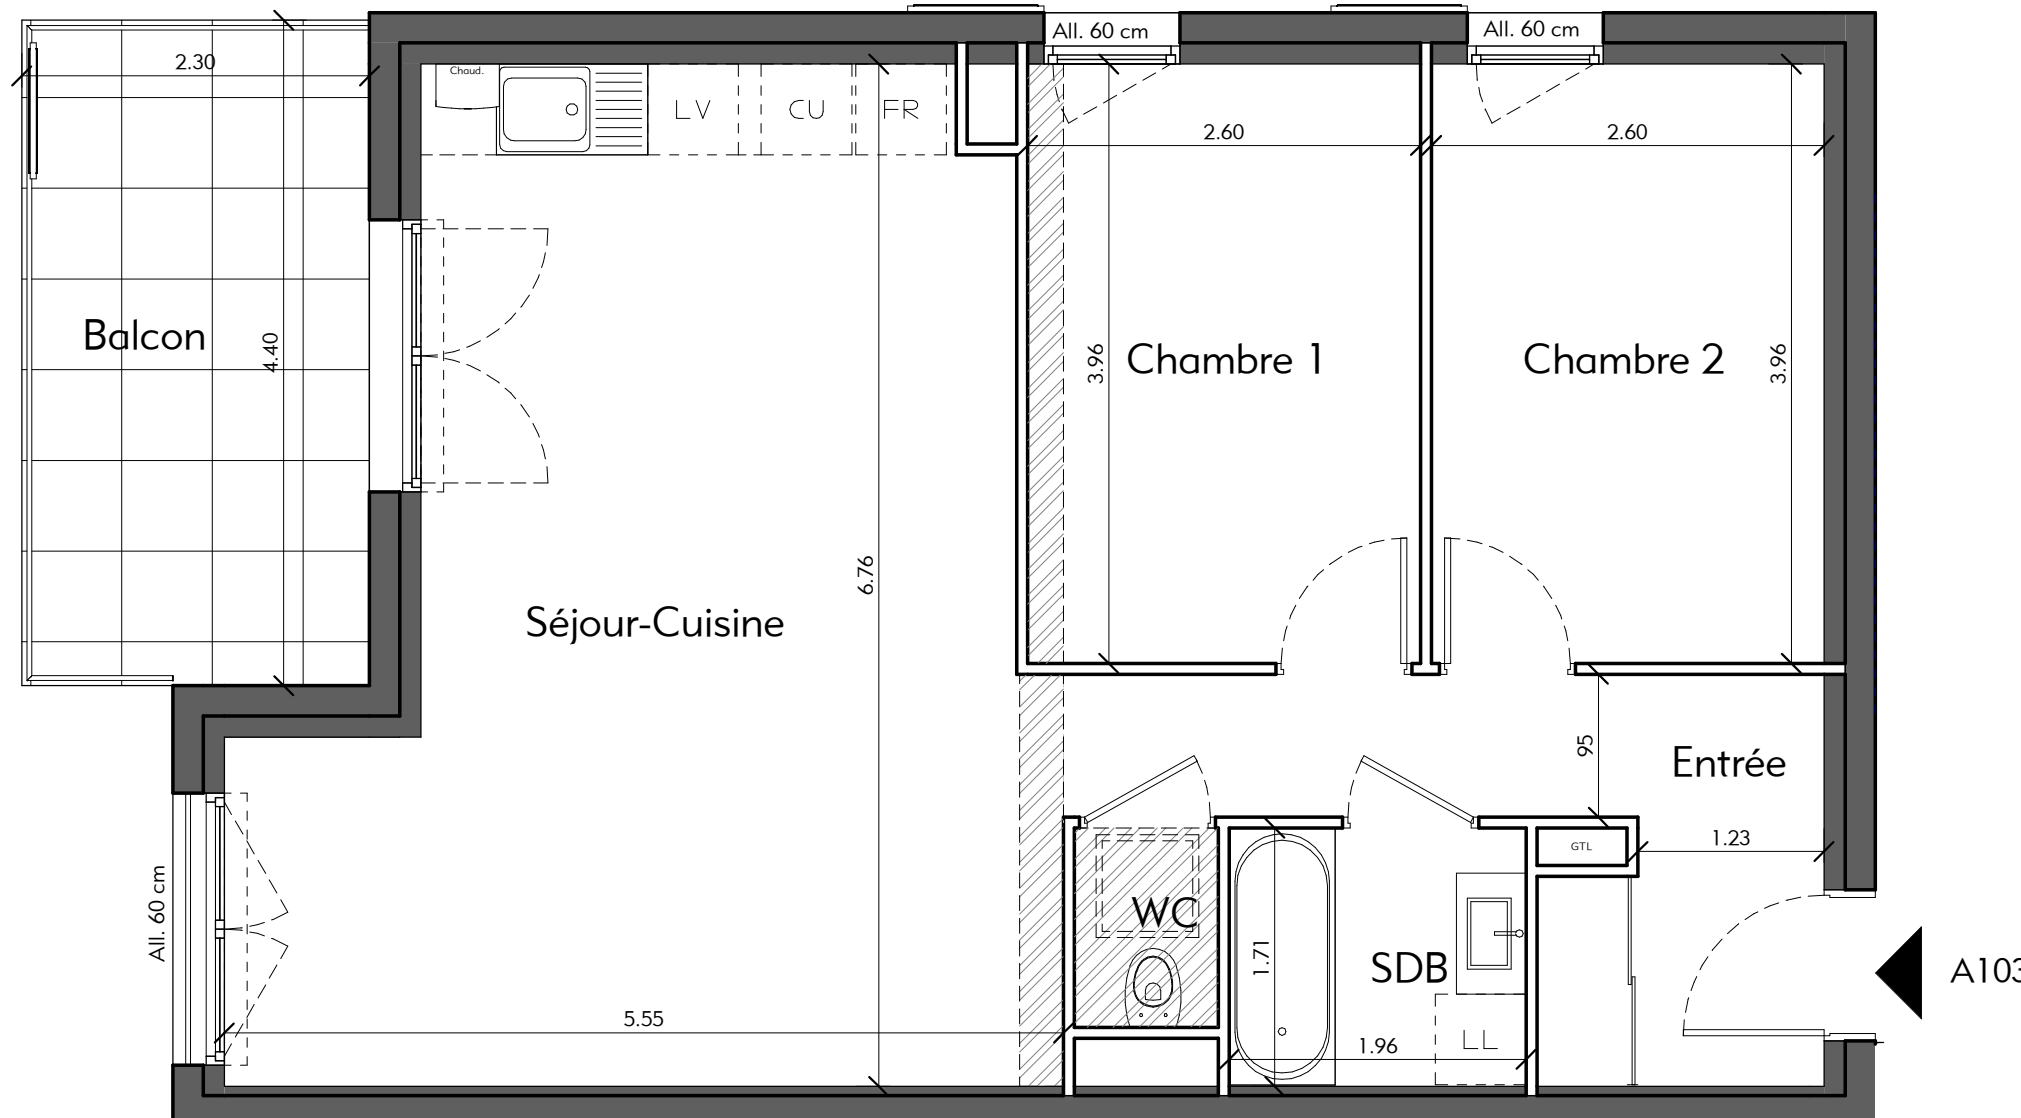 All. 60 cm
All. 60 cm
2.30
Chaud.
LV
CU
FR
2.60
2.60
Balcon
4.40
3.96
Chambre 1
Chambre 2
3.96
6.76
Séjour-Cuisine
95
Entrée
1.23
GTL
All. 60 cm
WC
1.71
SDB
A103
5.55
1.96
LL